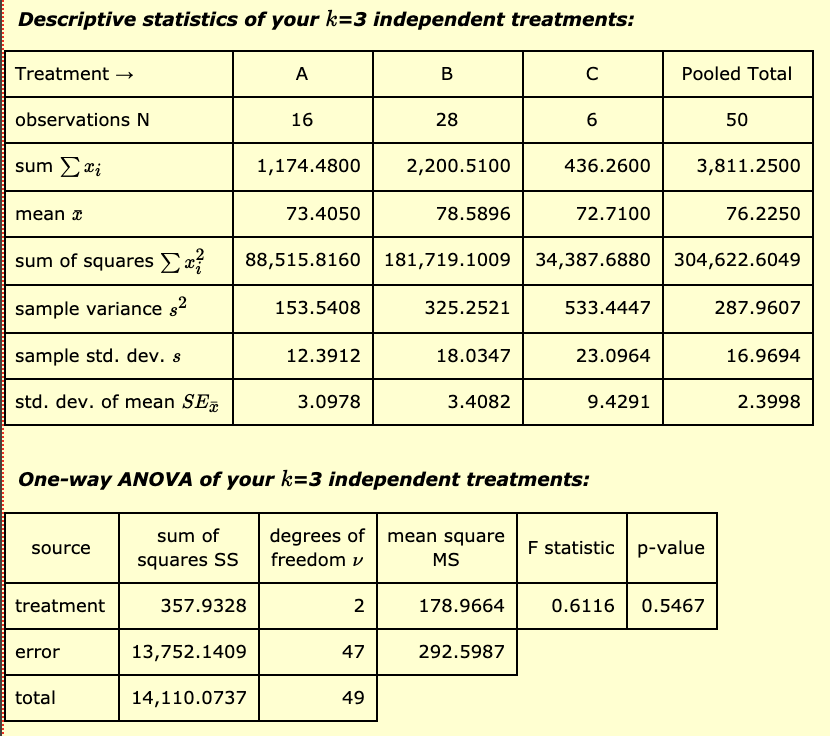 Descriptive statistics of your k=3 independent treatments:
Treatment → A B C Pooled Total
observations N 16 28 6 50
sum ∑ xᵢ 1,174.4800 2,200.5100 436.2600 3,811.2500
mean x̄ 73.4050 78.5896 72.7100 76.2250
sum of squares ∑ xᵢ² 88,515.8160 181,719.1009 34,387.6880 304,622.6049
sample variance s² 153.5408 325.2521 533.4447 287.9607
sample std. dev. s 12.3912 18.0347 23.0964 16.9694
std. dev. of mean SEx̄ 3.0978 3.4082 9.4291 2.3998
One-way ANOVA of your k=3 independent treatments:
source sum of squares SS degrees of freedom ν mean square MS F statistic p-value
treatment 357.9328 2 178.9664 0.6116 0.5467
error 13,752.1409 47 292.5987
total 14,110.0737 49